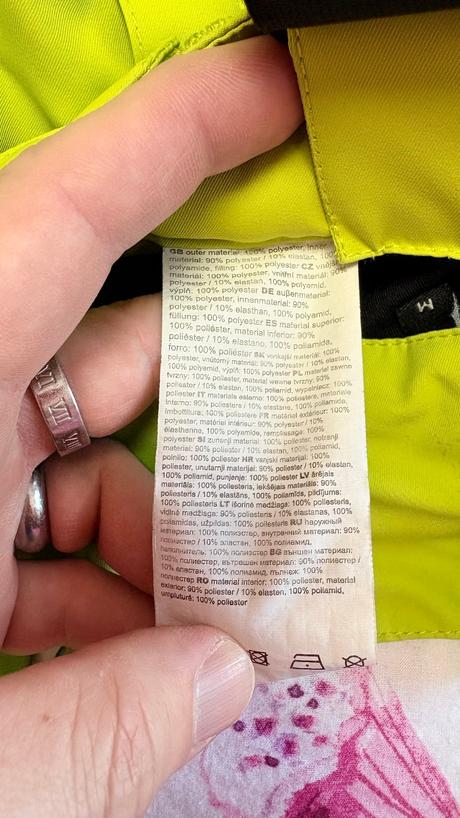 GB outer material: 100% polyester, inner
material: 90% polyester / 10% elastan, 100%
polyamide, filling: 100% polyester CZ vnější
materiál: 100% polyester, vnitřní materiál: 90%
polyester / 10% elastan, 100% polyamid,
výplň: 100% polyester DE außenmaterial:
100% polyester, innenmaterial: 90%
polyester / 10% elasthan, 100% polyamid,
füllung: 100% polyester ES material superior:
100% poliéster, material inferior: 90%
poliéster / 10% elastano, 100% poliamida,
forro: 100% poliéster SK vonkajší materiál: 100%
polyester, vnútorný materiál: 90% polyester / 10% elastan,
100% polyamid, výplň: 100% polyester PL materiał zewnę
trzny: 100% poliester, materiał wewnę trzny: 90%
poliester / 10% elastan, 100% poliamid, wypełniacz: 100%
poliester IT materiale esterno: 100% poliestere, materiale
interno: 90% poliestere / 10% elastane, 100% poliamide,
imbottitura: 100% poliestere FR matériel extérieur: 100%
polyester, matériel intérieur: 90% polyester / 10%
élasthanne, 100% polyamide, remplissage: 100%
polyester SI zunanji material: 100% poliester, notranji
material: 90% poliester / 10% elastan, 100% poliamid,
polnilo: 100% poliester HR vanjski materijal: 100%
poliester, unutarnji materijal: 90% poliester / 10% elastan,
100% poliamid, punjenje: 100% poliester LV ārējais
materiāls: 100% poliesteris, iekšējais materiāls: 90%
poliesteris / 10% elastāns, 100% poliamīds, pildījums:
100% poliesteris LT išorinė medžiaga: 100% poliesteris,
vidinė medžiaga: 90% poliesteris / 10% elastanas, 100%
poliamidas, užpildas: 100% poliesteris RU наружный
материал: 100% полиэстер, внутренний материал: 90%
полиэстер / 10% эластан, 100% полиамид,
наполнитель: 100% полиэстер BG външен материал:
100% полиестер, вътрешен материал: 90% полиестер /
10% еластан, 100% полиамид, пълнеж: 100%
полиестер RO material interior: 100% poliester, material
exterior: 90% poliester / 10% elasten, 100% poliamid,
umplutură: 100% poliester
M
VI VII VI